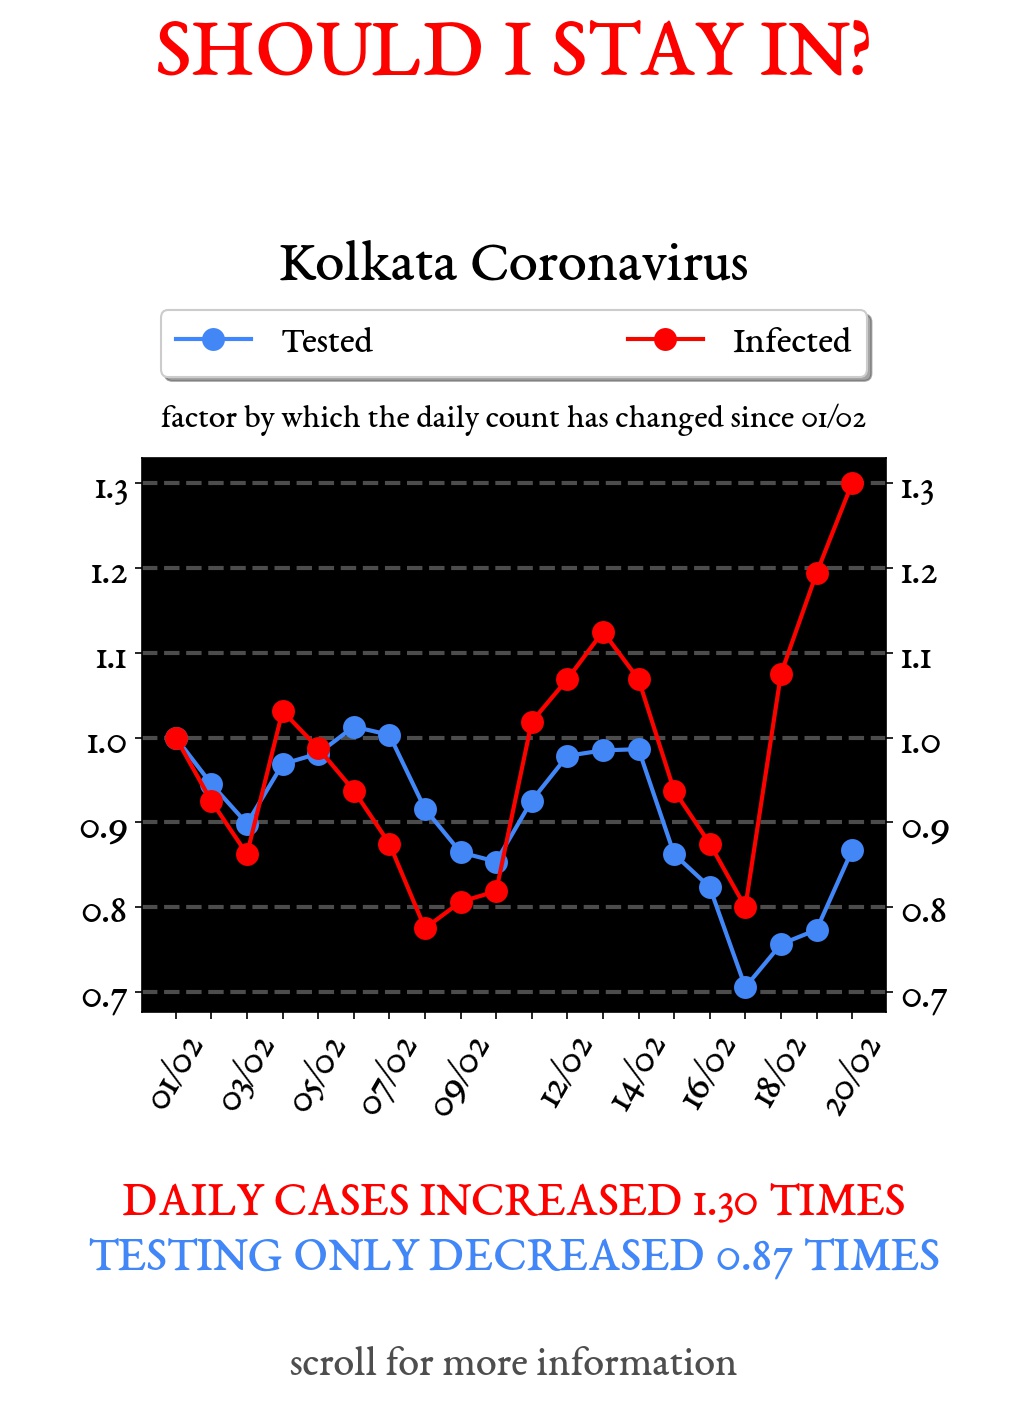 SHOULD I STAY IN?
Kolkata Coronavirus
Tested Infected
factor by which the daily count has changed since 01/02
1.3 1.3
1.2 1.2
1.1 1.1
1.0 1.0
0.9 0.9
0.8 0.8
0.7 0.7
01/02 03/02 05/02 07/02 09/02 12/02 14/02 16/02 18/02 20/02
DAILY CASES INCREASED 1.30 TIMES
TESTING ONLY DECREASED 0.87 TIMES
scroll for more information